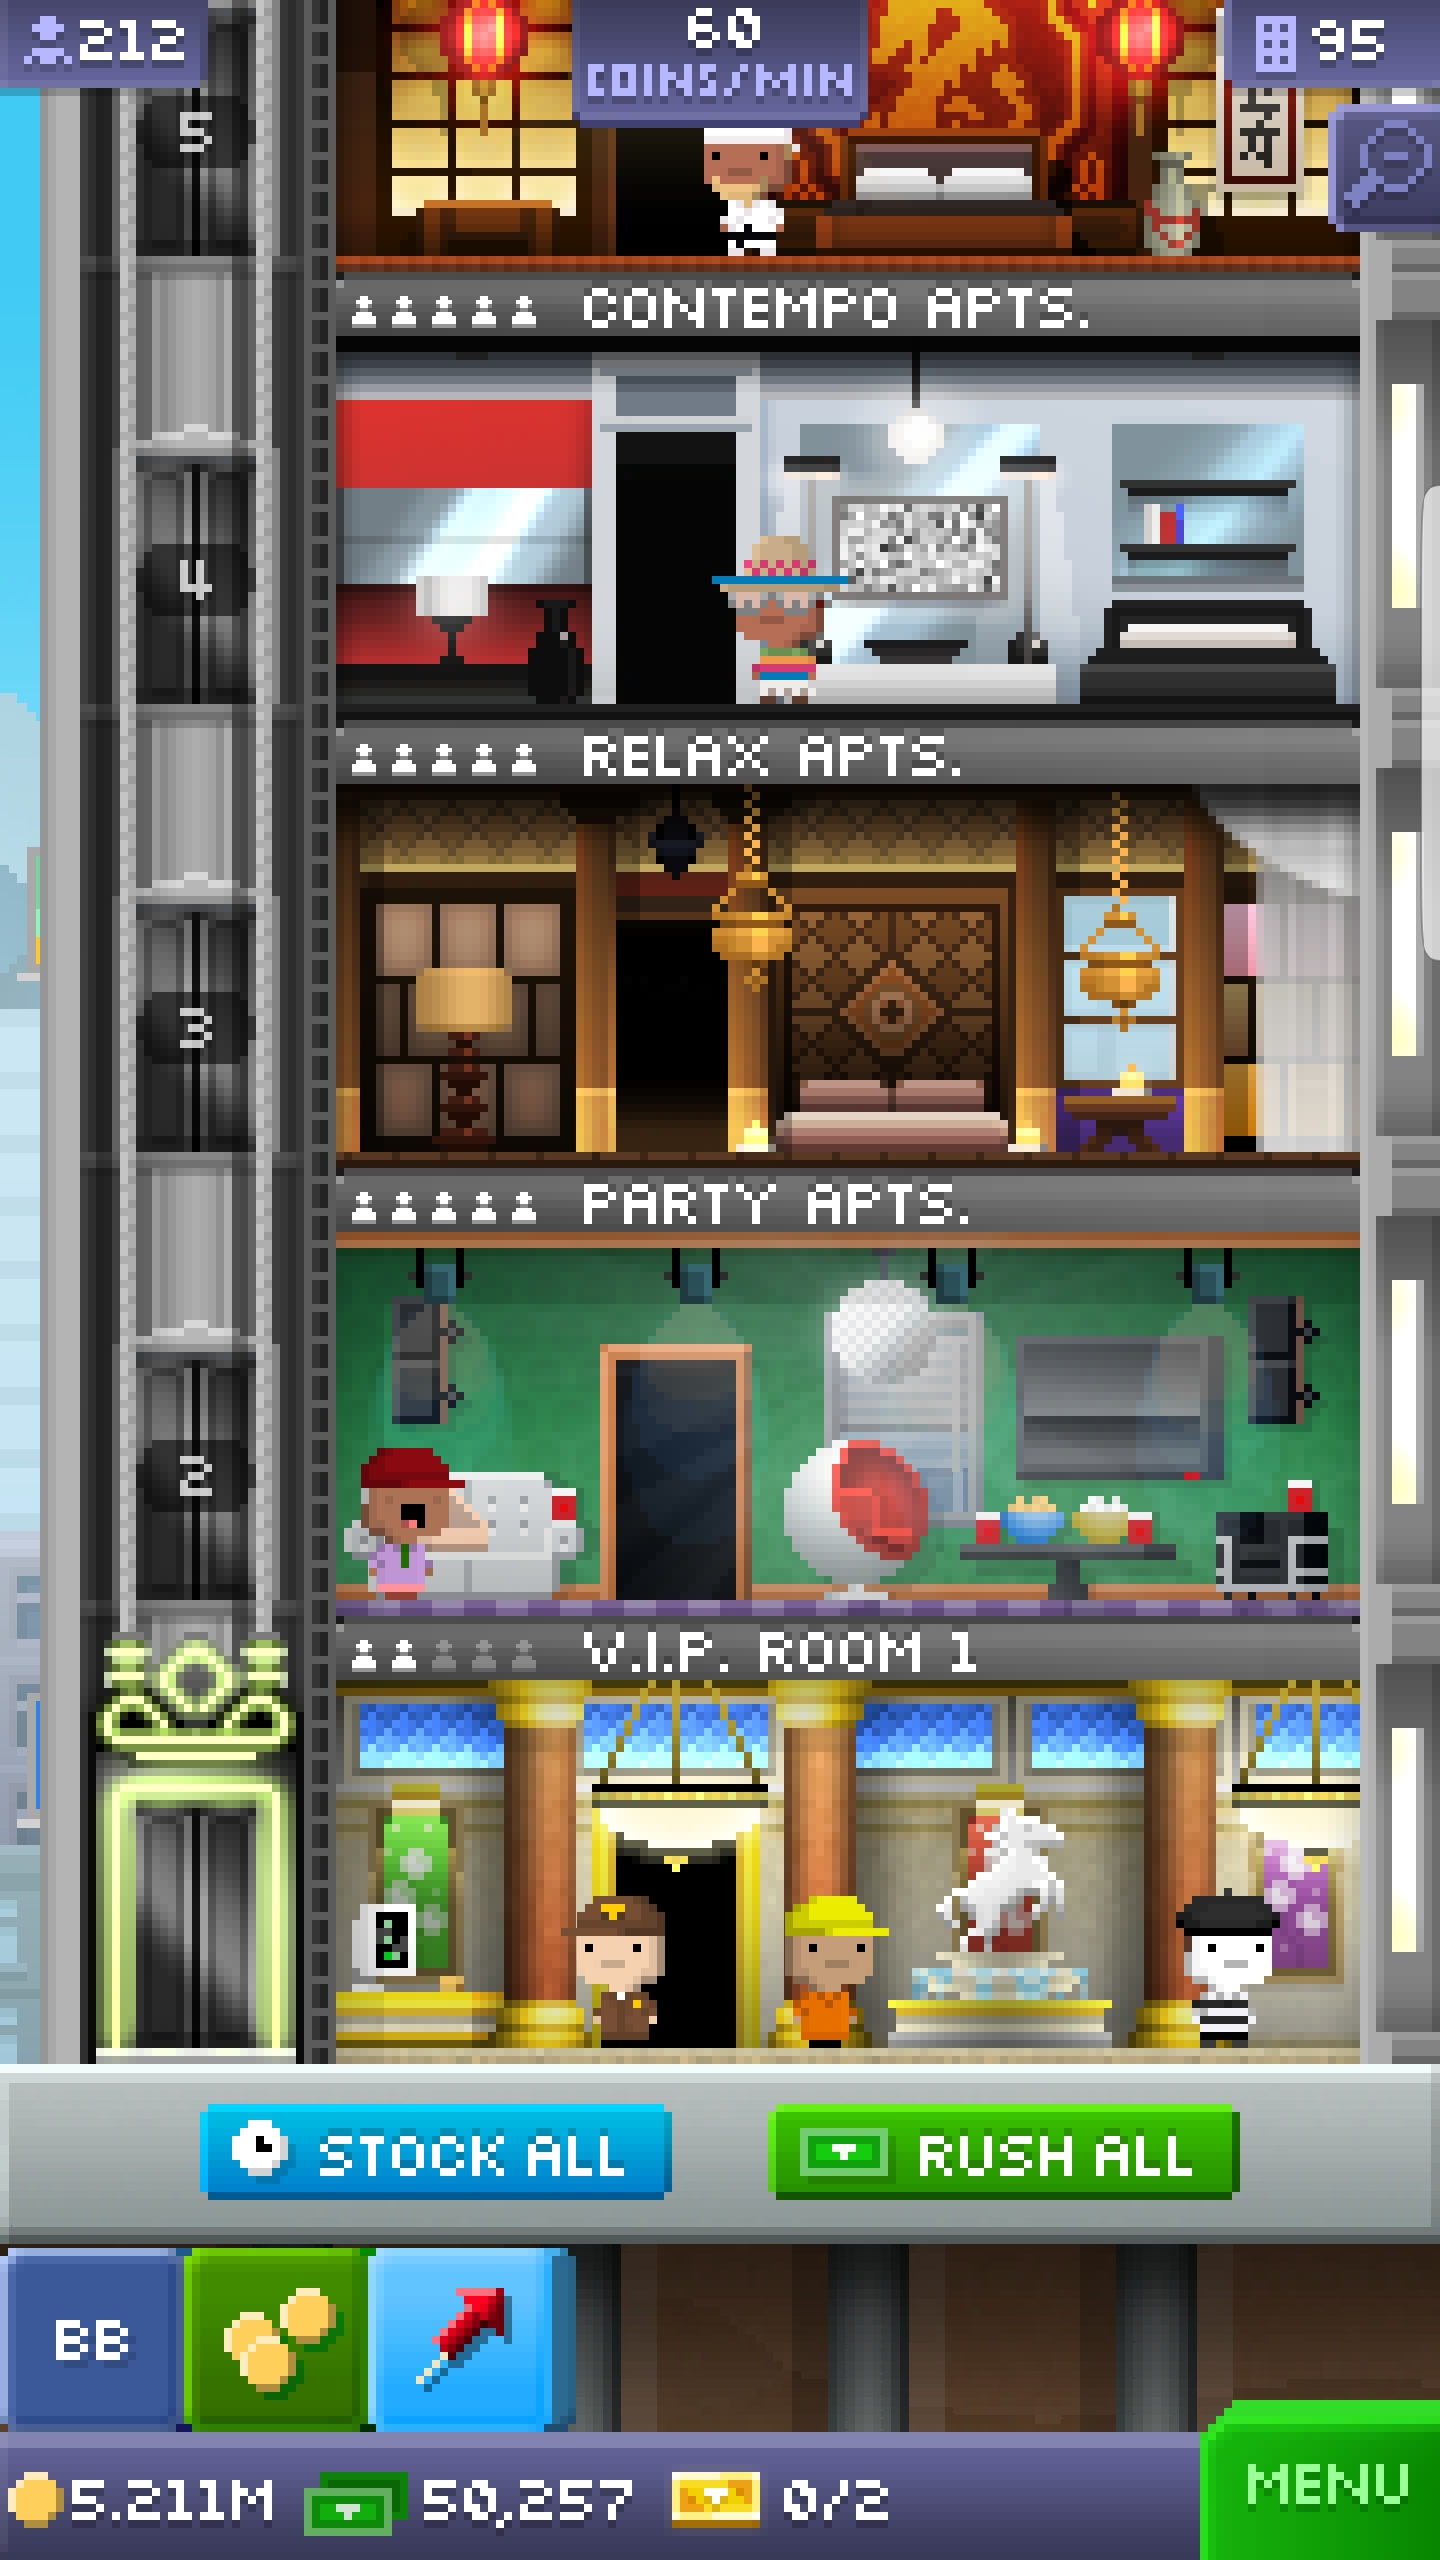 212
60
COINS/MIN
95
5
CONTEMPO APTS.
4
RELAX APTS.
3
PARTY APTS.
2
V.I.P. ROOM 1
STOCK ALL
RUSH ALL
BB
5.211M
50,257
0/2
MENU